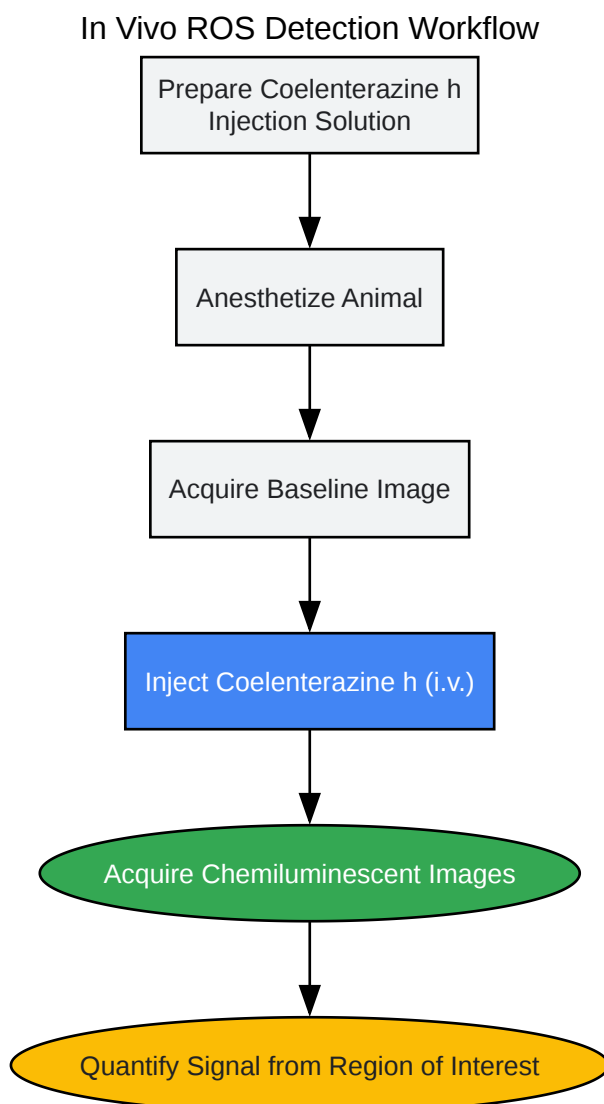 In Vivo ROS Detection Workflow
Prepare Coelenterazine h
Injection Solution
Anesthetize Animal
Acquire Baseline Image
Inject Coelenterazine h (i.v.)
Acquire Chemiluminescent Images
Quantify Signal from Region of Interest